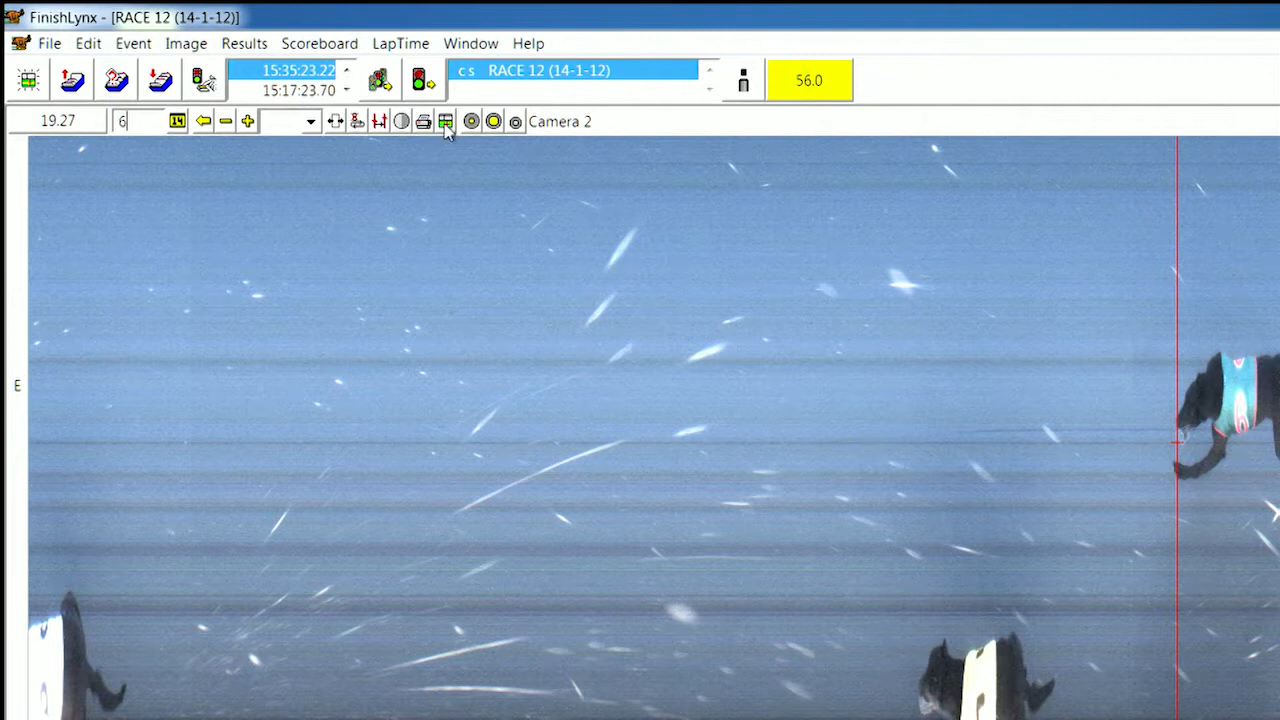 FinishLynx - [RACE 12 (14-1-12)]
File Edit Event Image Results Scoreboard LapTime Window Help
15:35:23.22 c s RACE 12 (14-1-12) 56.0
15:17:23.70
19.27 6 14 Camera 2
E